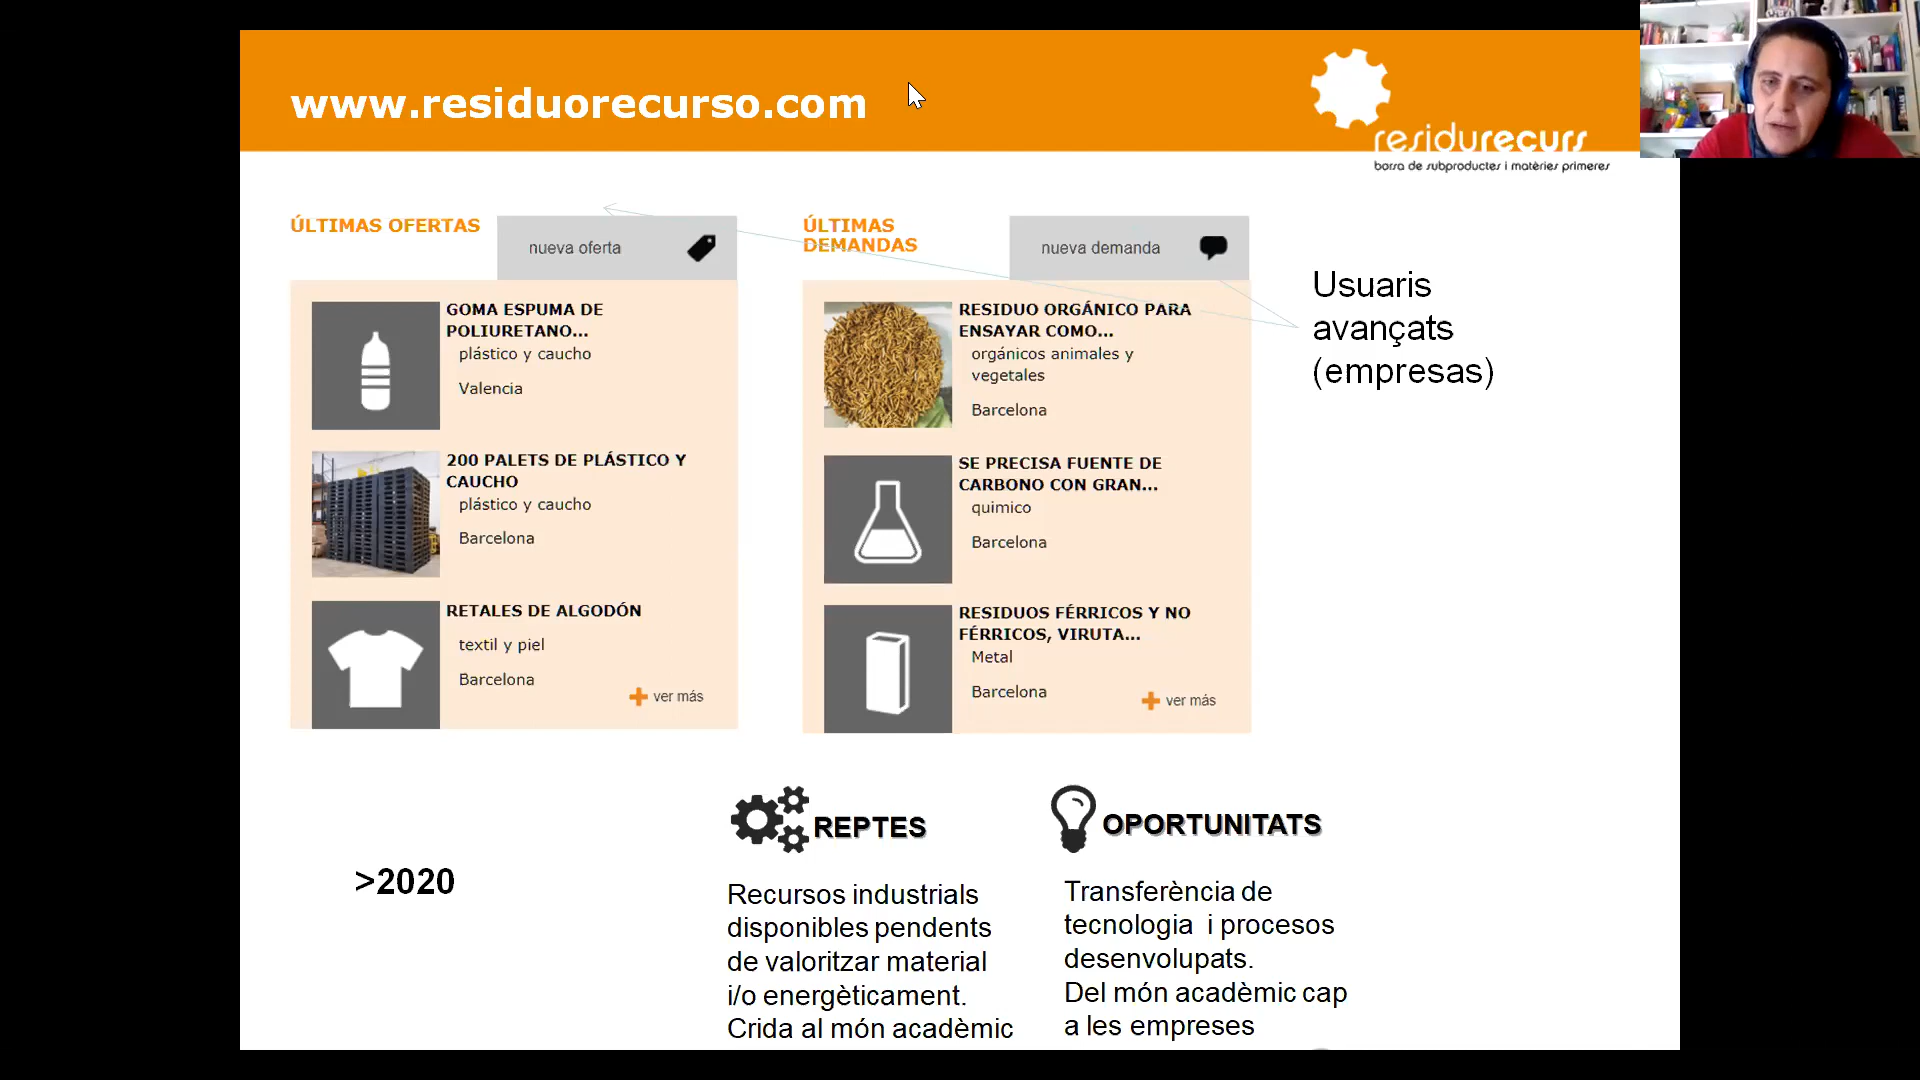 www.residuorecurso.com
residurecurs
borsa de subproductes i matèries primeres
ÚLTIMAS OFERTAS
nueva oferta
GOMA ESPUMA DE
POLIURETANO...
plástico y caucho
Valencia
200 PALETS DE PLÁSTICO Y
CAUCHO
plástico y caucho
Barcelona
RETALES DE ALGODÓN
textil y piel
Barcelona
ver más
ÚLTIMAS
DEMANDAS
nueva demanda
RESIDUO ORGÁNICO PARA
ENSAYAR COMO...
orgánicos animales y
vegetales
Barcelona
SE PRECISA FUENTE DE
CARBONO CON GRAN...
quimico
Barcelona
RESIDUOS FÉRRICOS Y NO
FÉRRICOS, VIRUTA...
Metal
Barcelona
ver más
Usuaris
avançats
(empresas)
>2020
REPTES
Recursos industrials
disponibles pendents
de valoritzar material
i/o energèticament.
Crida al món acadèmic
OPORTUNITATS
Transferència de
tecnologia i procesos
desenvolupats.
Del món acadèmic cap
a les empreses